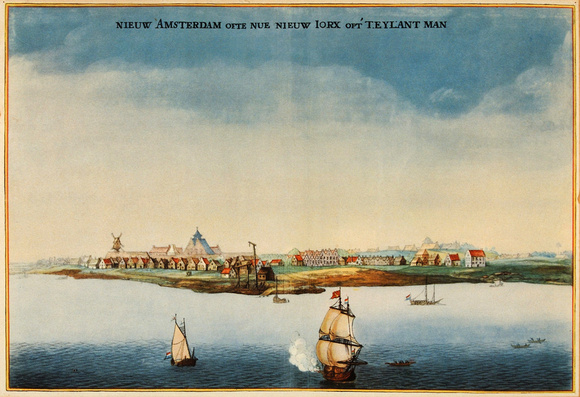 NIEUW AMSTERDAM OFTE NUE NIEUW IORX OPT' TEYLANT MAN